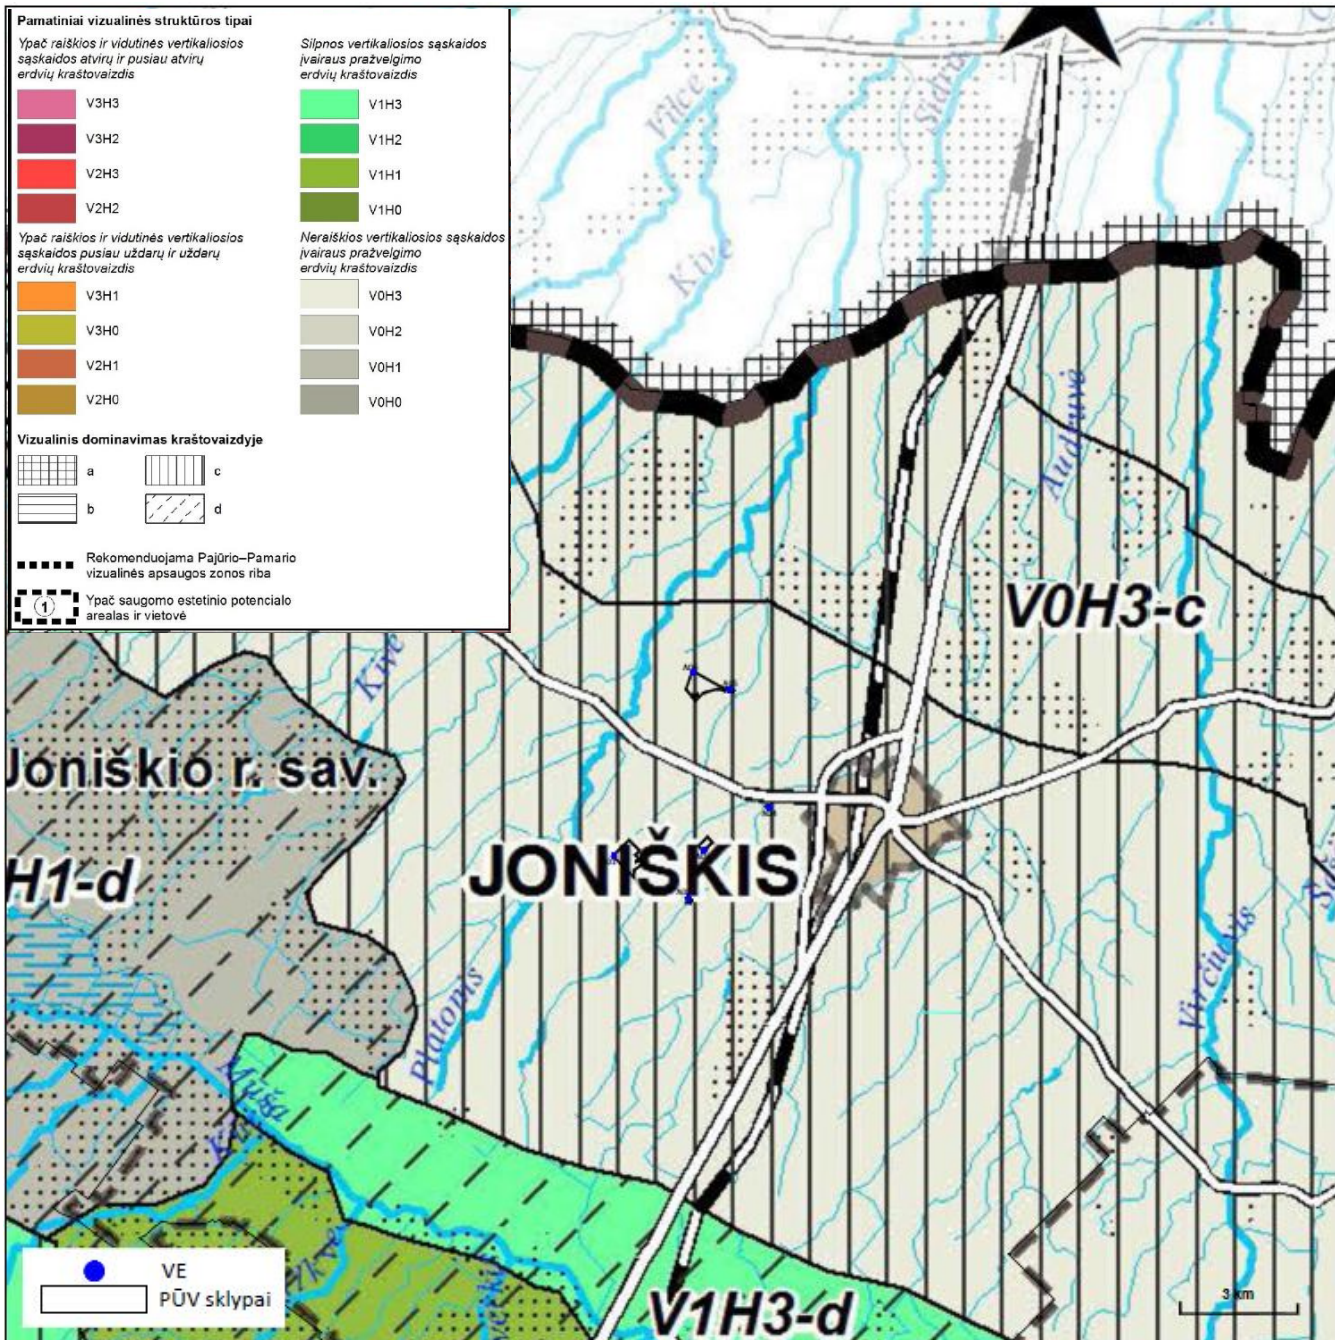 Pamatiniai vizualinės struktūros tipai
Ypač raiškios ir vidutinės vertikaliosios
sąskaidos atvirų ir pusiau atvirų
erdvių kraštovaizdis
V3H3
V3H2
V2H3
V2H2
Ypač raiškios ir vidutinės vertikaliosios
sąskaidos pusiau uždarų ir uždarų
erdvių kraštovaizdis
V3H1
V3H0
V2H1
V2H0
Silpnos vertikaliosios sąskaidos
įvairaus pražvelgimo
erdvių kraštovaizdis
V1H3
V1H2
V1H1
V1H0
Neraiškios vertikaliosios sąskaidos
įvairaus pražvelgimo
erdvių kraštovaizdis
V0H3
V0H2
V0H1
V0H0
Vizualinis dominavimas kraštovaizdyje
a
c
b
d
Rekomenduojama Pajūrio–Pamario
vizualinės apsaugos zonos riba
1
Ypač saugomo estetinio potencialo
arealas ir vietovė
Vilce
Kive
Audruvė
V0H3-c
Kivė
Joniškio r. sav.
JONIŠKIS
H1-d
Platonis
Virčiuvis
Mūša
V1H3-d
3 km
VE
PŪV sklypai